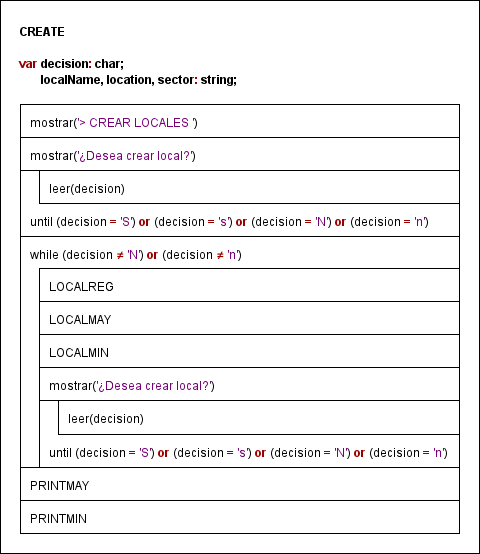 CREATE
var decision: char;
localName, location, sector: string;
mostrar('> CREAR LOCALES ')
mostrar('¿Desea crear local?')
leer(decision)
until (decision = 'S') or (decision = 's') or (decision = 'N') or (decision = 'n')
while (decision ≠ 'N') or (decision ≠ 'n')
LOCALREG
LOCALMAY
LOCALMIN
mostrar('¿Desea crear local?')
leer(decision)
until (decision = 'S') or (decision = 's') or (decision = 'N') or (decision = 'n')
PRINTMAY
PRINTMIN